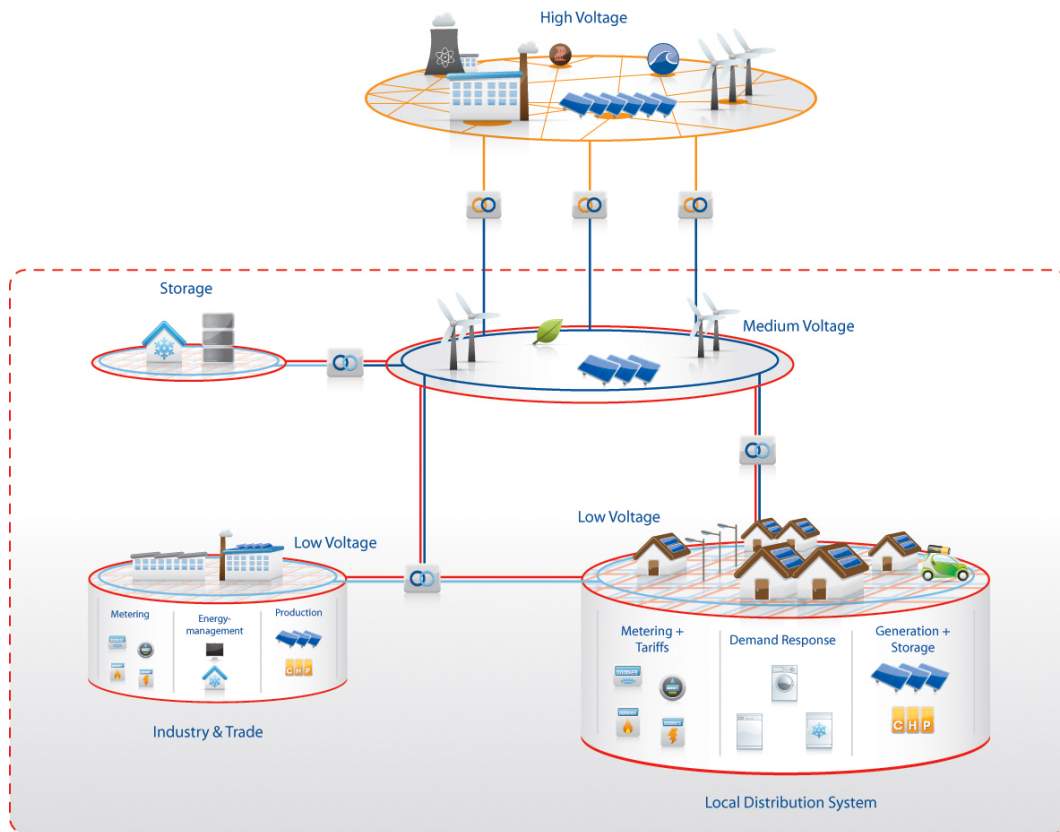 High Voltage
Storage
Medium Voltage
Low Voltage
Low Voltage
Metering
Energy-
management
Production
CHP
Industry & Trade
Metering +
Tariffs
Demand Response
Generation +
Storage
CHP
Local Distribution System